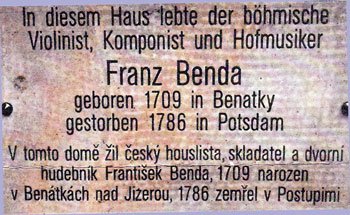 In diesem Haus lebte der böhmische
Violinist, Komponist und Hofmusiker
Franz Benda
geboren 1709 in Benatky
gestorben 1786 in Potsdam
V tomto domě žil český houslista, skladatel a dvorní
hudebník František Benda, 1709 narozen
v Benátkách nad Jizerou, 1786 zemřel v Postupimi